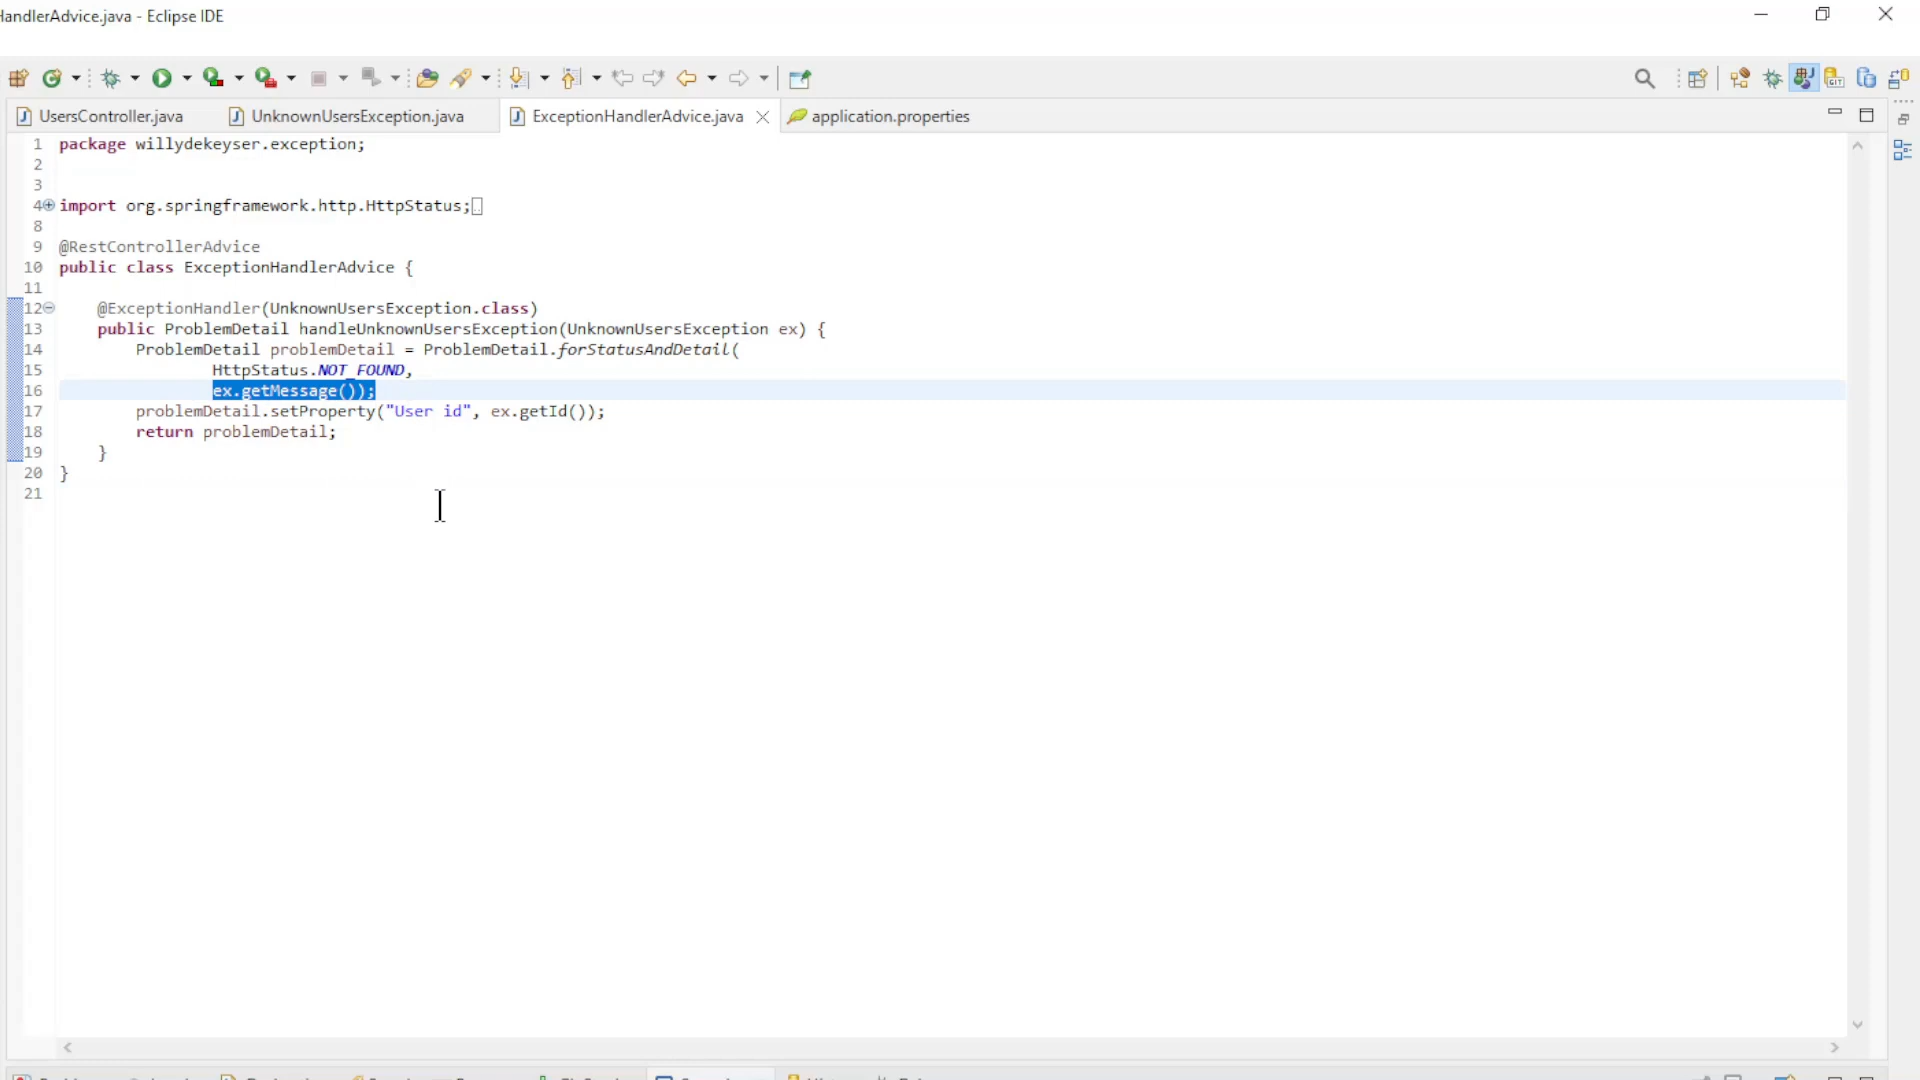 HandlerAdvice.java - Eclipse IDE
UsersController.java UnknownUsersException.java ExceptionHandlerAdvice.java application.properties
1 package willydekeyser.exception;
2
3
4 import org.springframework.http.HttpStatus;
8
9 @RestControllerAdvice
10 public class ExceptionHandlerAdvice {
11
12 @ExceptionHandler(UnknownUsersException.class)
13 public ProblemDetail handleUnknownUsersException(UnknownUsersException ex) {
14 ProblemDetail problemDetail = ProblemDetail.forStatusAndDetail(
15 HttpStatus.NOT_FOUND,
16 ex.getMessage());
17 problemDetail.setProperty("User id", ex.getId());
18 return problemDetail;
19 }
20 }
21